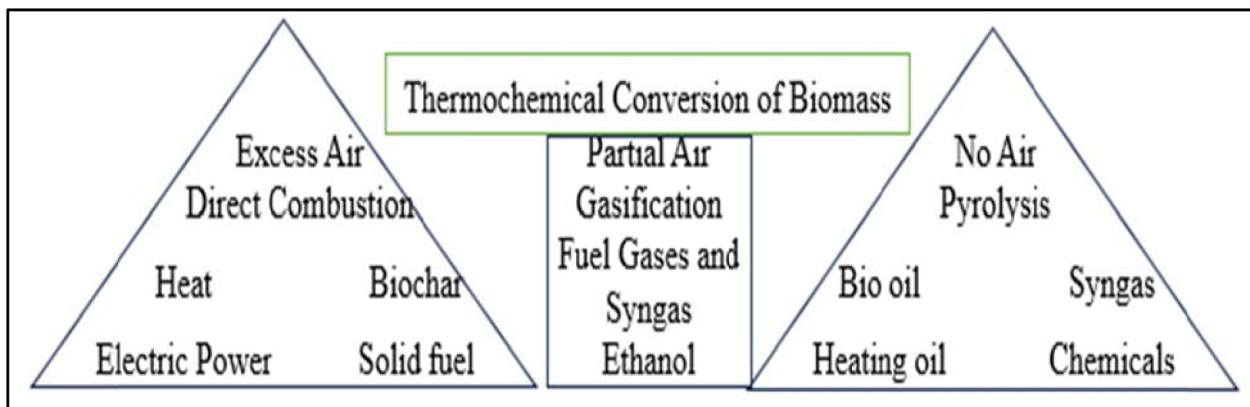 Thermochemical Conversion of Biomass
Excess Air
Direct Combustion
Heat
Biochar
Electric Power
Solid fuel
Partial Air
Gasification
Fuel Gases and
Syngas
Ethanol
No Air
Pyrolysis
Bio oil
Syngas
Heating oil
Chemicals